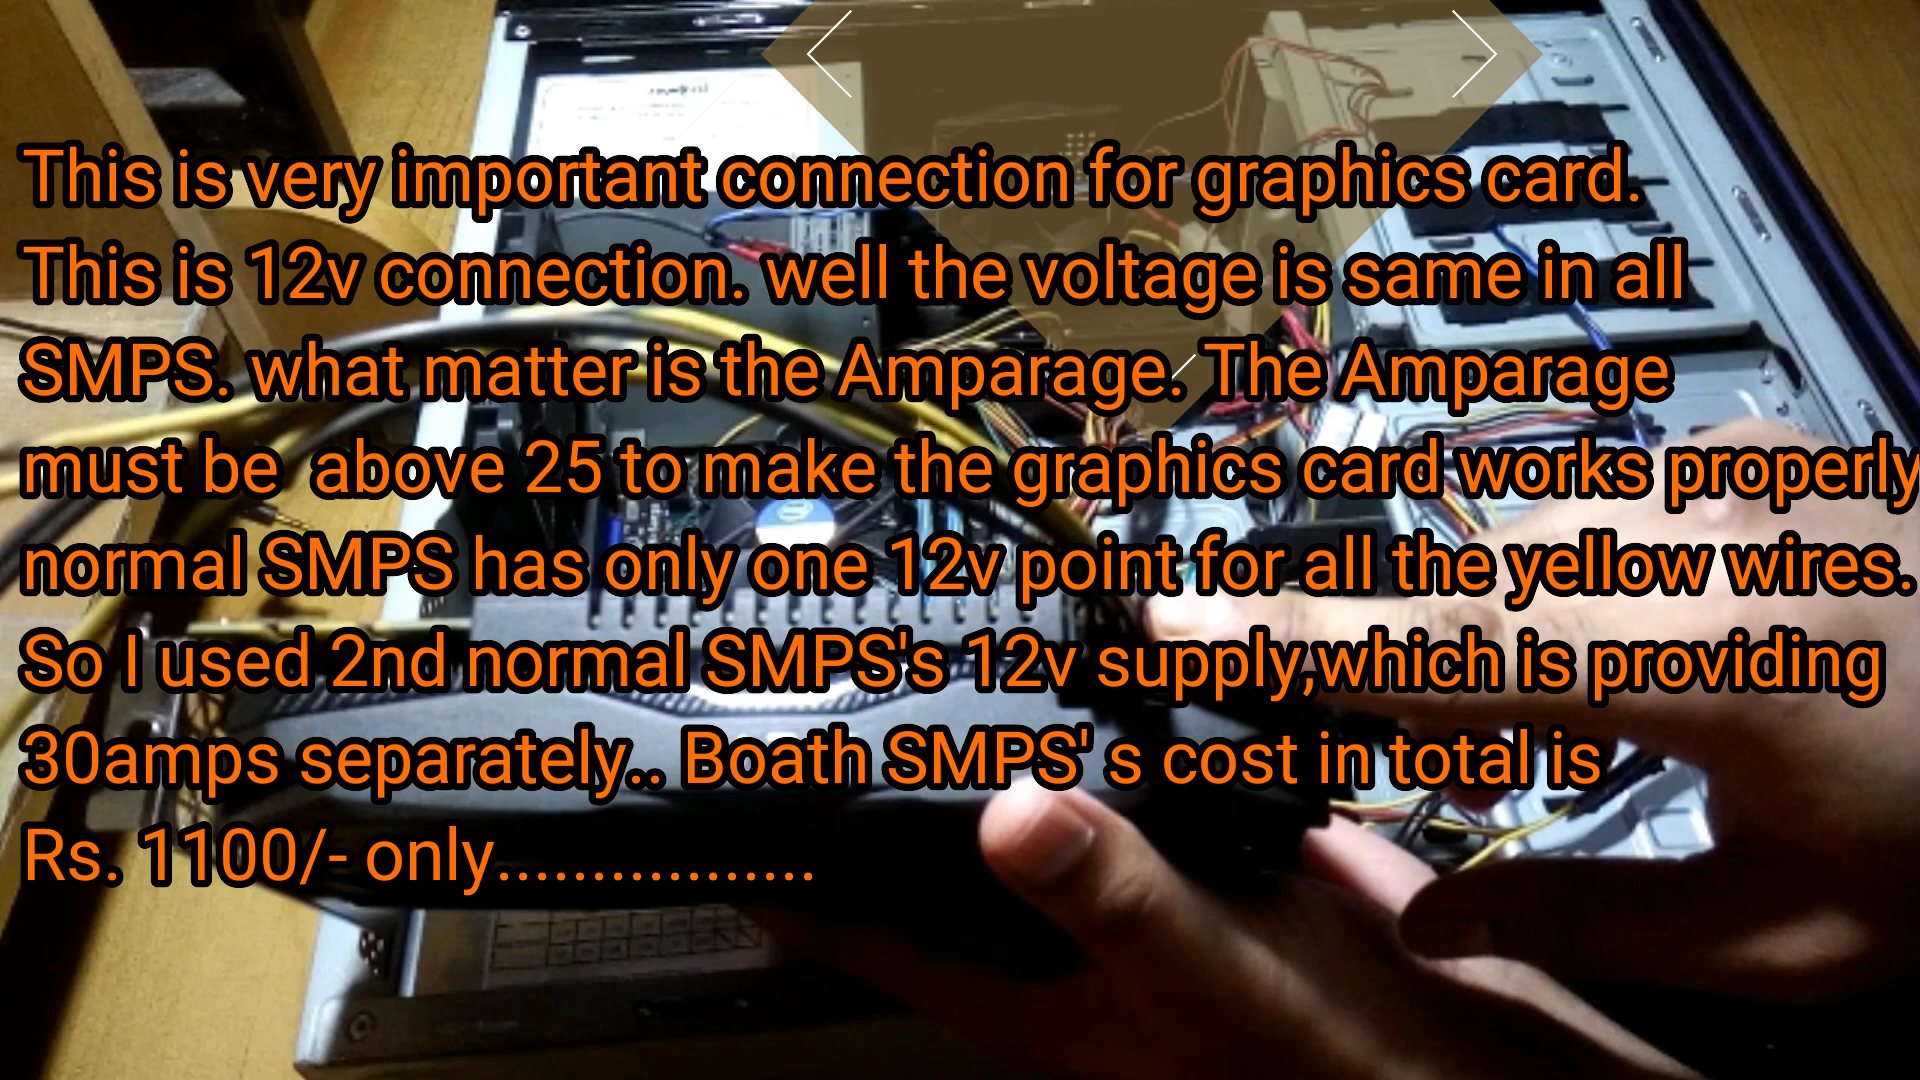 This is very important connection for graphics card.
This is 12v connection. well the voltage is same in all
SMPS. what matter is the Amparage. The Amparage
must be above 25 to make the graphics card works properly
normal SMPS has only one 12v point for all the yellow wires.
So I used 2nd normal SMPS's 12v supply,which is providing
30amps separately.. Boath SMPS' s cost in total is
Rs. 1100/- only.................